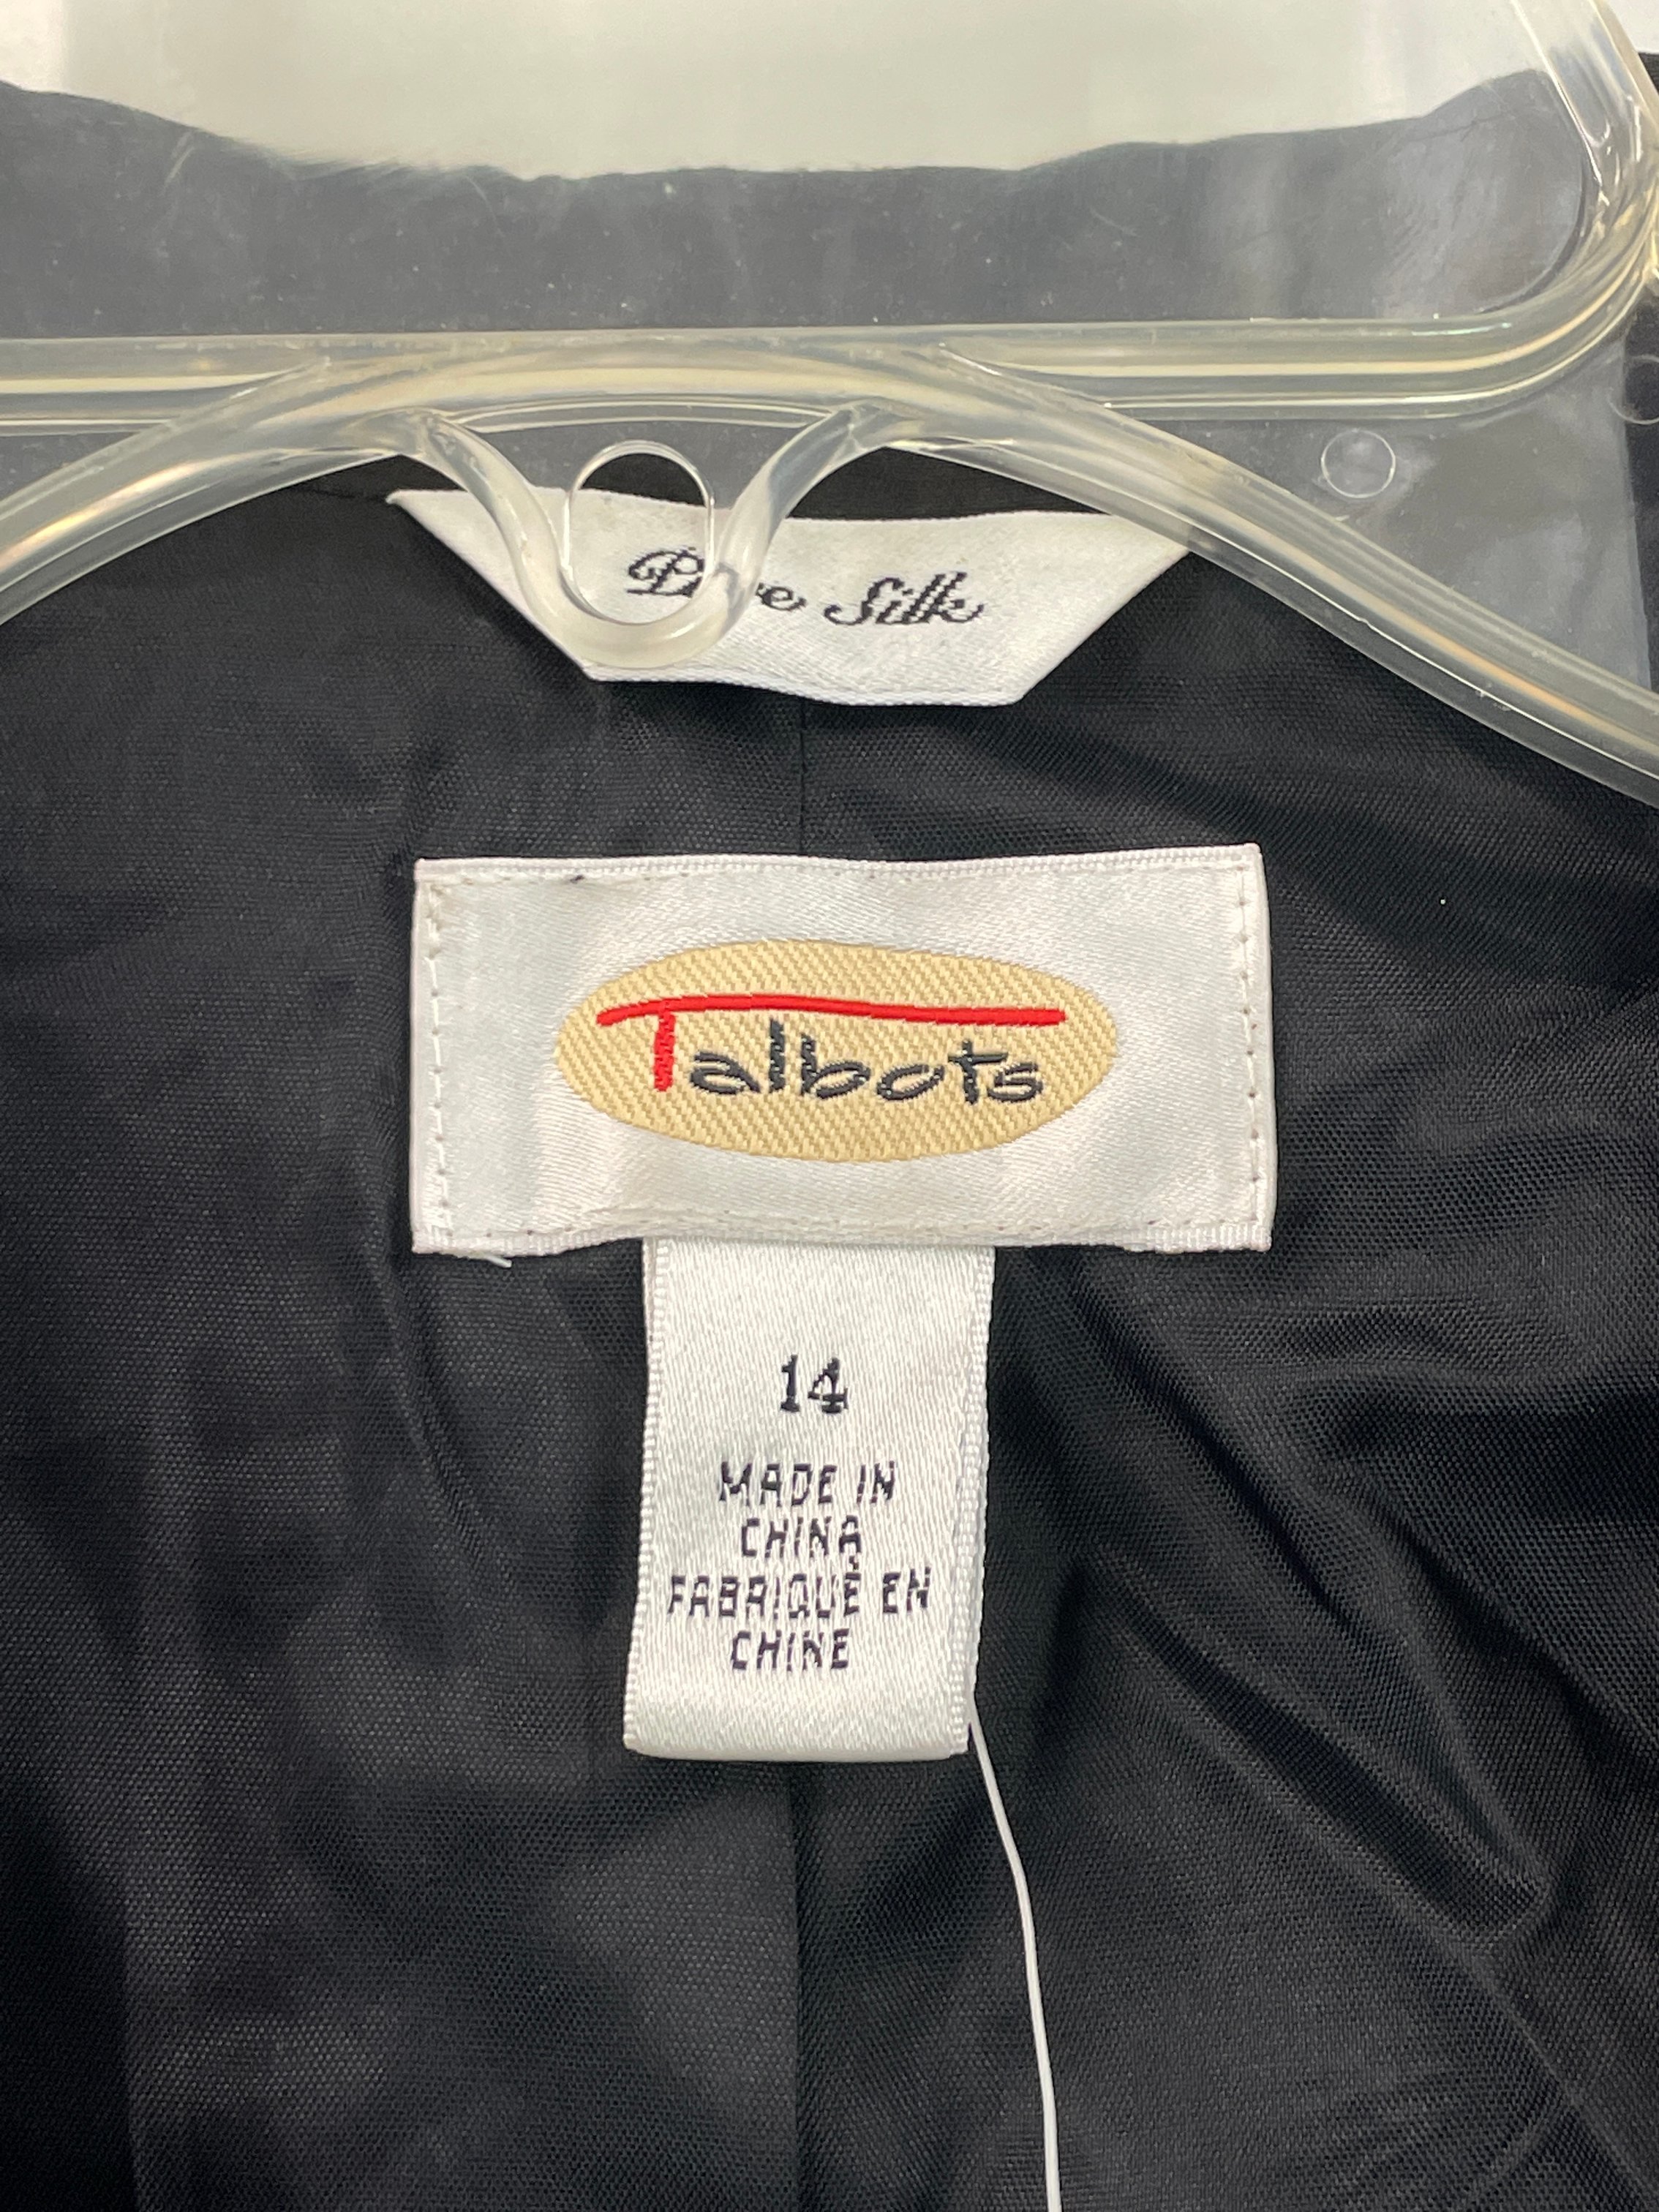 Pure Silk
Talbots
14
MADE IN
CHINA
FABRIQUÉ EN
CHINE